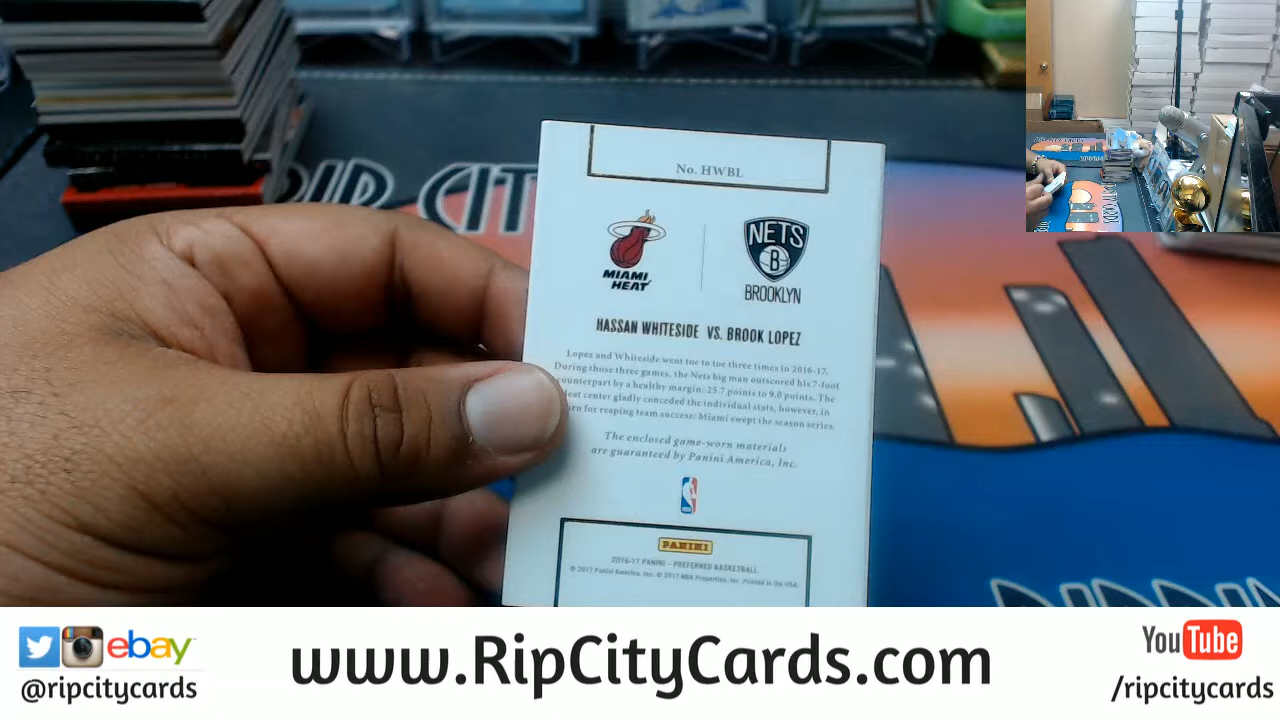 RIP CIT
No. HWBL
MIAMI
HEAT
NETS
B
BROOKLYN
HASSAN WHITESIDE VS. BROOK LOPEZ
Lopez and Whiteside went toe to toe three times in 2016-17.
During those three games, the Nets big man outscored his 7-foot
counterpart by a healthy margin: 25.7 points to 9.0 points. The
Heat center gladly conceded the individual stats, however, in
for reaping team success: Miami swept the season series.
The enclosed game-worn materials
are guaranteed by Panini America, Inc.
PANINI
2016-17 PANINI – PREFERRED BASKETBALL
© 2017 Panini America, Inc. © 2017 NBA Properties, Inc. Printed in the USA.
ebay
@ripcitycards
www.RipCityCards.com
YouTube
/ripcitycards